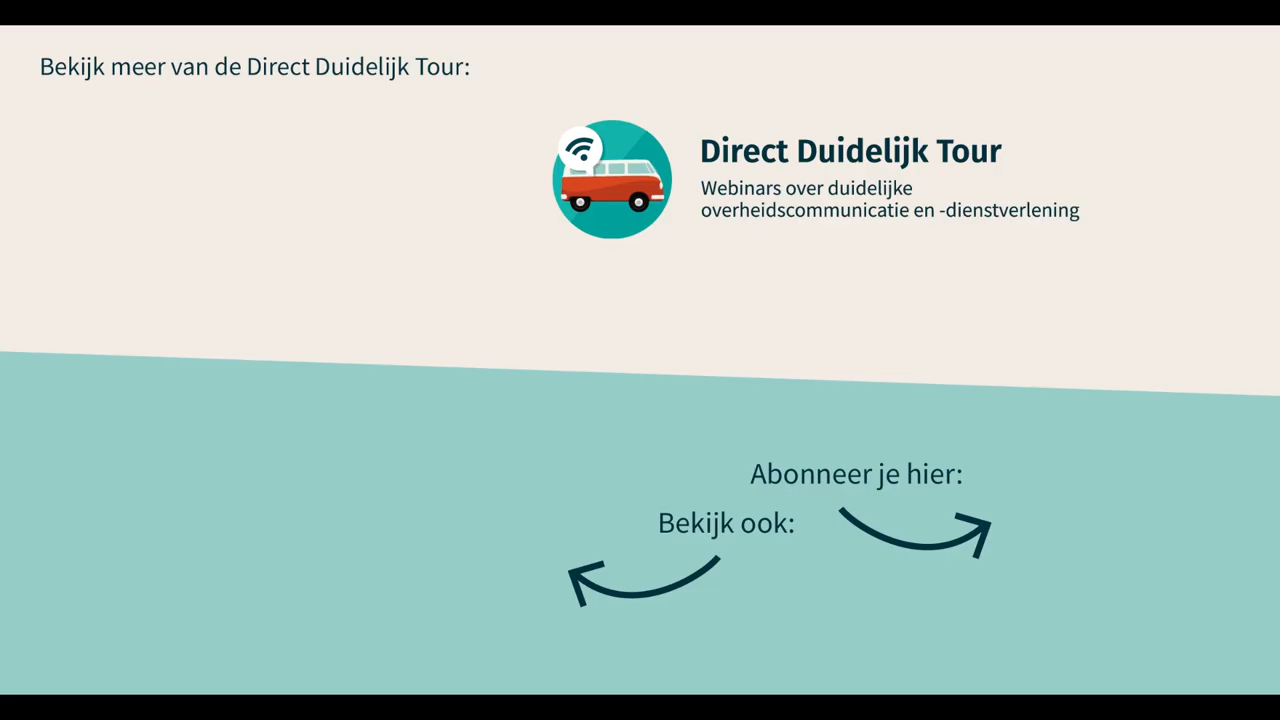 Bekijk meer van de Direct Duidelijk Tour:
Direct Duidelijk Tour
Webinars over duidelijke
overheidscommunicatie en -dienstverlening
Abonneer je hier:
Bekijk ook: